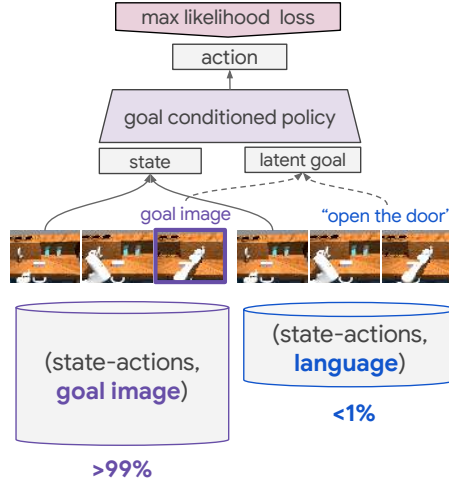 max likelihood loss
action
goal conditioned policy
state
latent goal
goal image
“open the door”
(state-actions,
goal image)
(state-actions,
language)
<1%
>99%